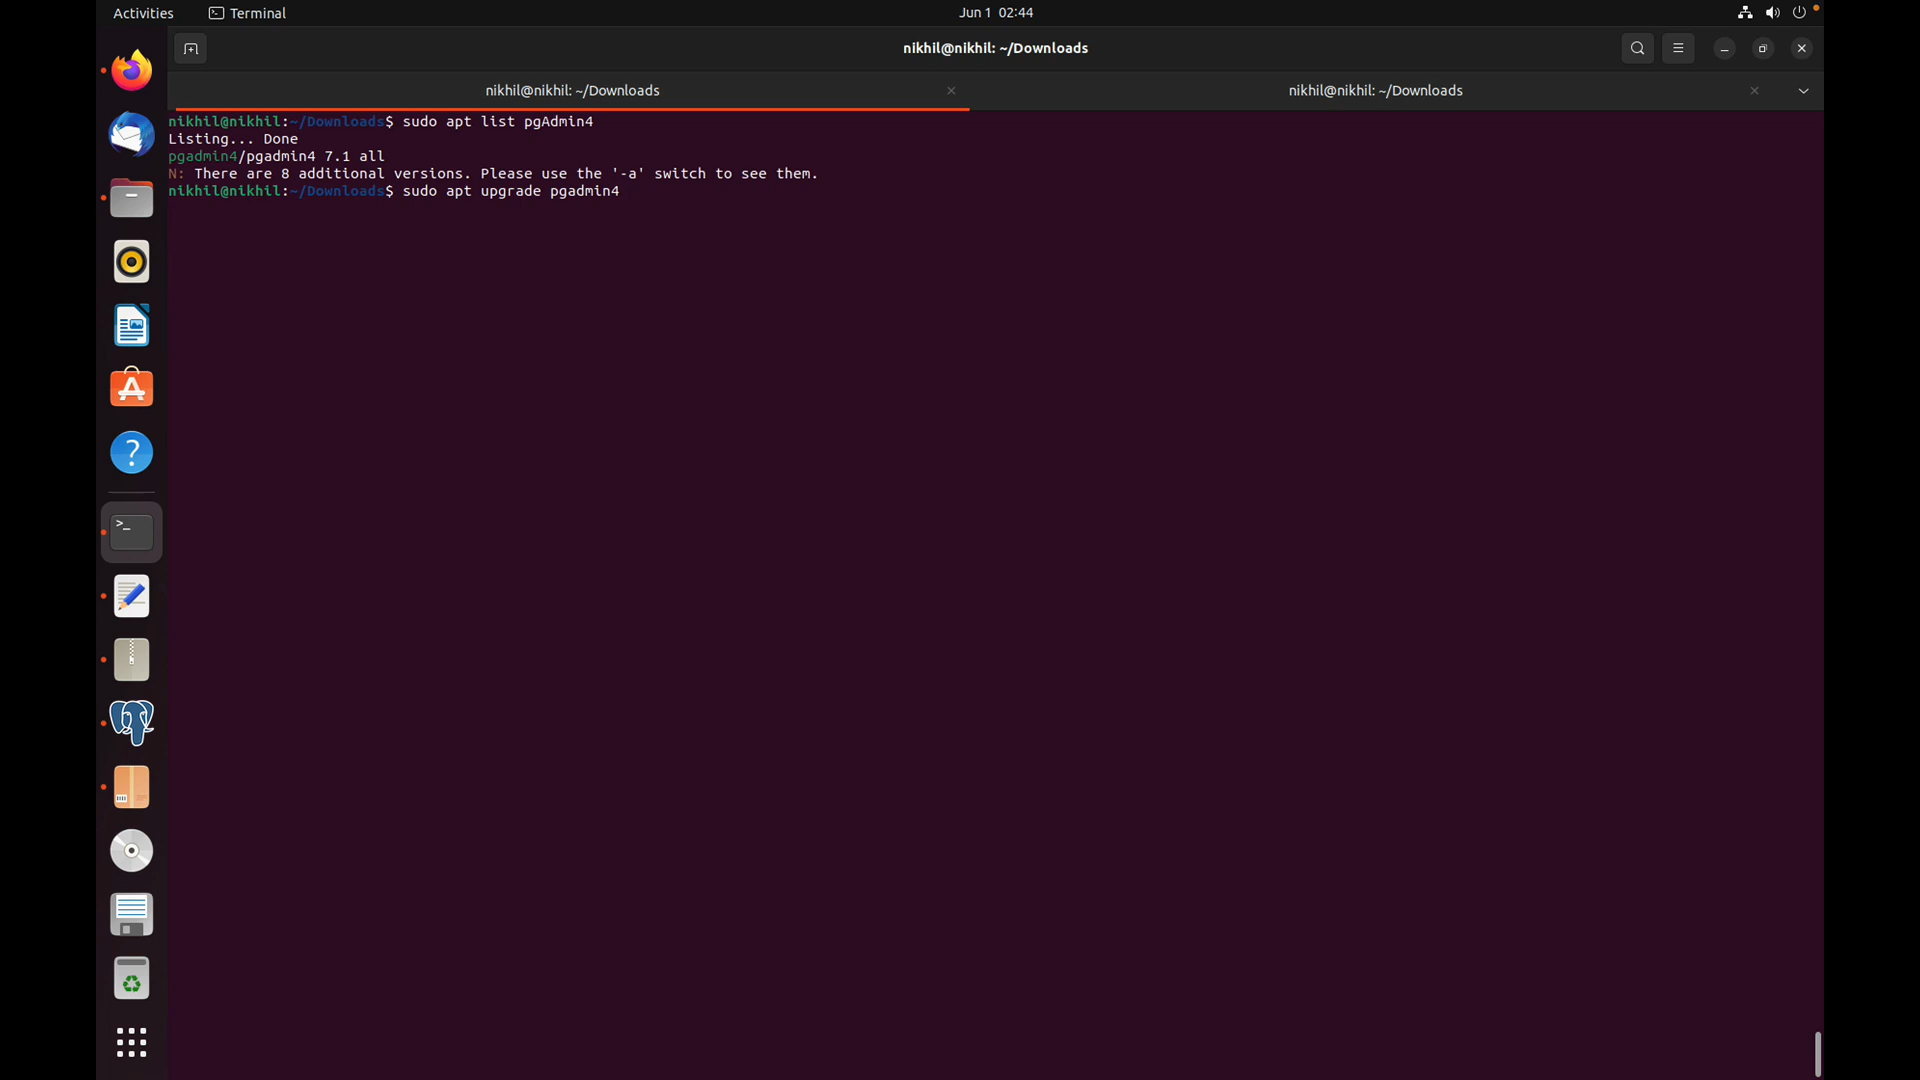 Activities
Terminal
Jun 1 02:44
nikhil@nikhil: ~/Downloads
nikhil@nikhil: ~/Downloads
nikhil@nikhil: ~/Downloads
nikhil@nikhil:~/Downloads$ sudo apt list pgAdmin4
Listing... Done
pgadmin4/pgadmin4 7.1 all
N: There are 8 additional versions. Please use the '-a' switch to see them.
nikhil@nikhil:~/Downloads$ sudo apt upgrade pgadmin4